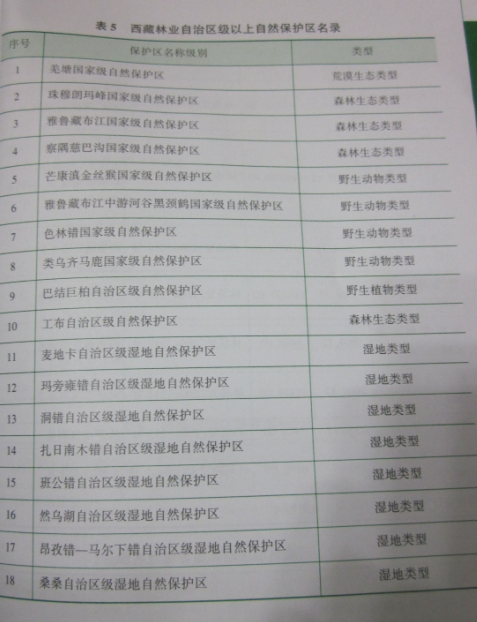 表5 西藏林业自治区级以上自然保护区名录
序号 保护区名称级别 类型
1 羌塘国家级自然保护区 荒漠生态类型
2 珠穆朗玛峰国家级自然保护区 森林生态类型
3 雅鲁藏布江国家级自然保护区 森林生态类型
4 察隅慈巴沟国家级自然保护区 森林生态类型
5 芒康滇金丝猴国家级自然保护区 野生动物类型
6 雅鲁藏布江中游河谷黑颈鹤国家级自然保护区 野生动物类型
7 色林错国家级自然保护区 野生动物类型
8 类乌齐马鹿国家级自然保护区 野生动物类型
9 巴结巨柏自治区级自然保护区 野生植物类型
10 工布自治区级自然保护区 森林生态类型
11 麦地卡自治区级湿地自然保护区 湿地类型
12 玛旁雍错自治区级湿地自然保护区 湿地类型
13 洞错自治区级湿地自然保护区 湿地类型
14 扎日南木错自治区级湿地自然保护区 湿地类型
15 班公错自治区级湿地自然保护区 湿地类型
16 然乌湖自治区级湿地自然保护区 湿地类型
17 昂孜错—马尔下错自治区级湿地自然保护区 湿地类型
18 桑桑自治区级湿地自然保护区 湿地类型